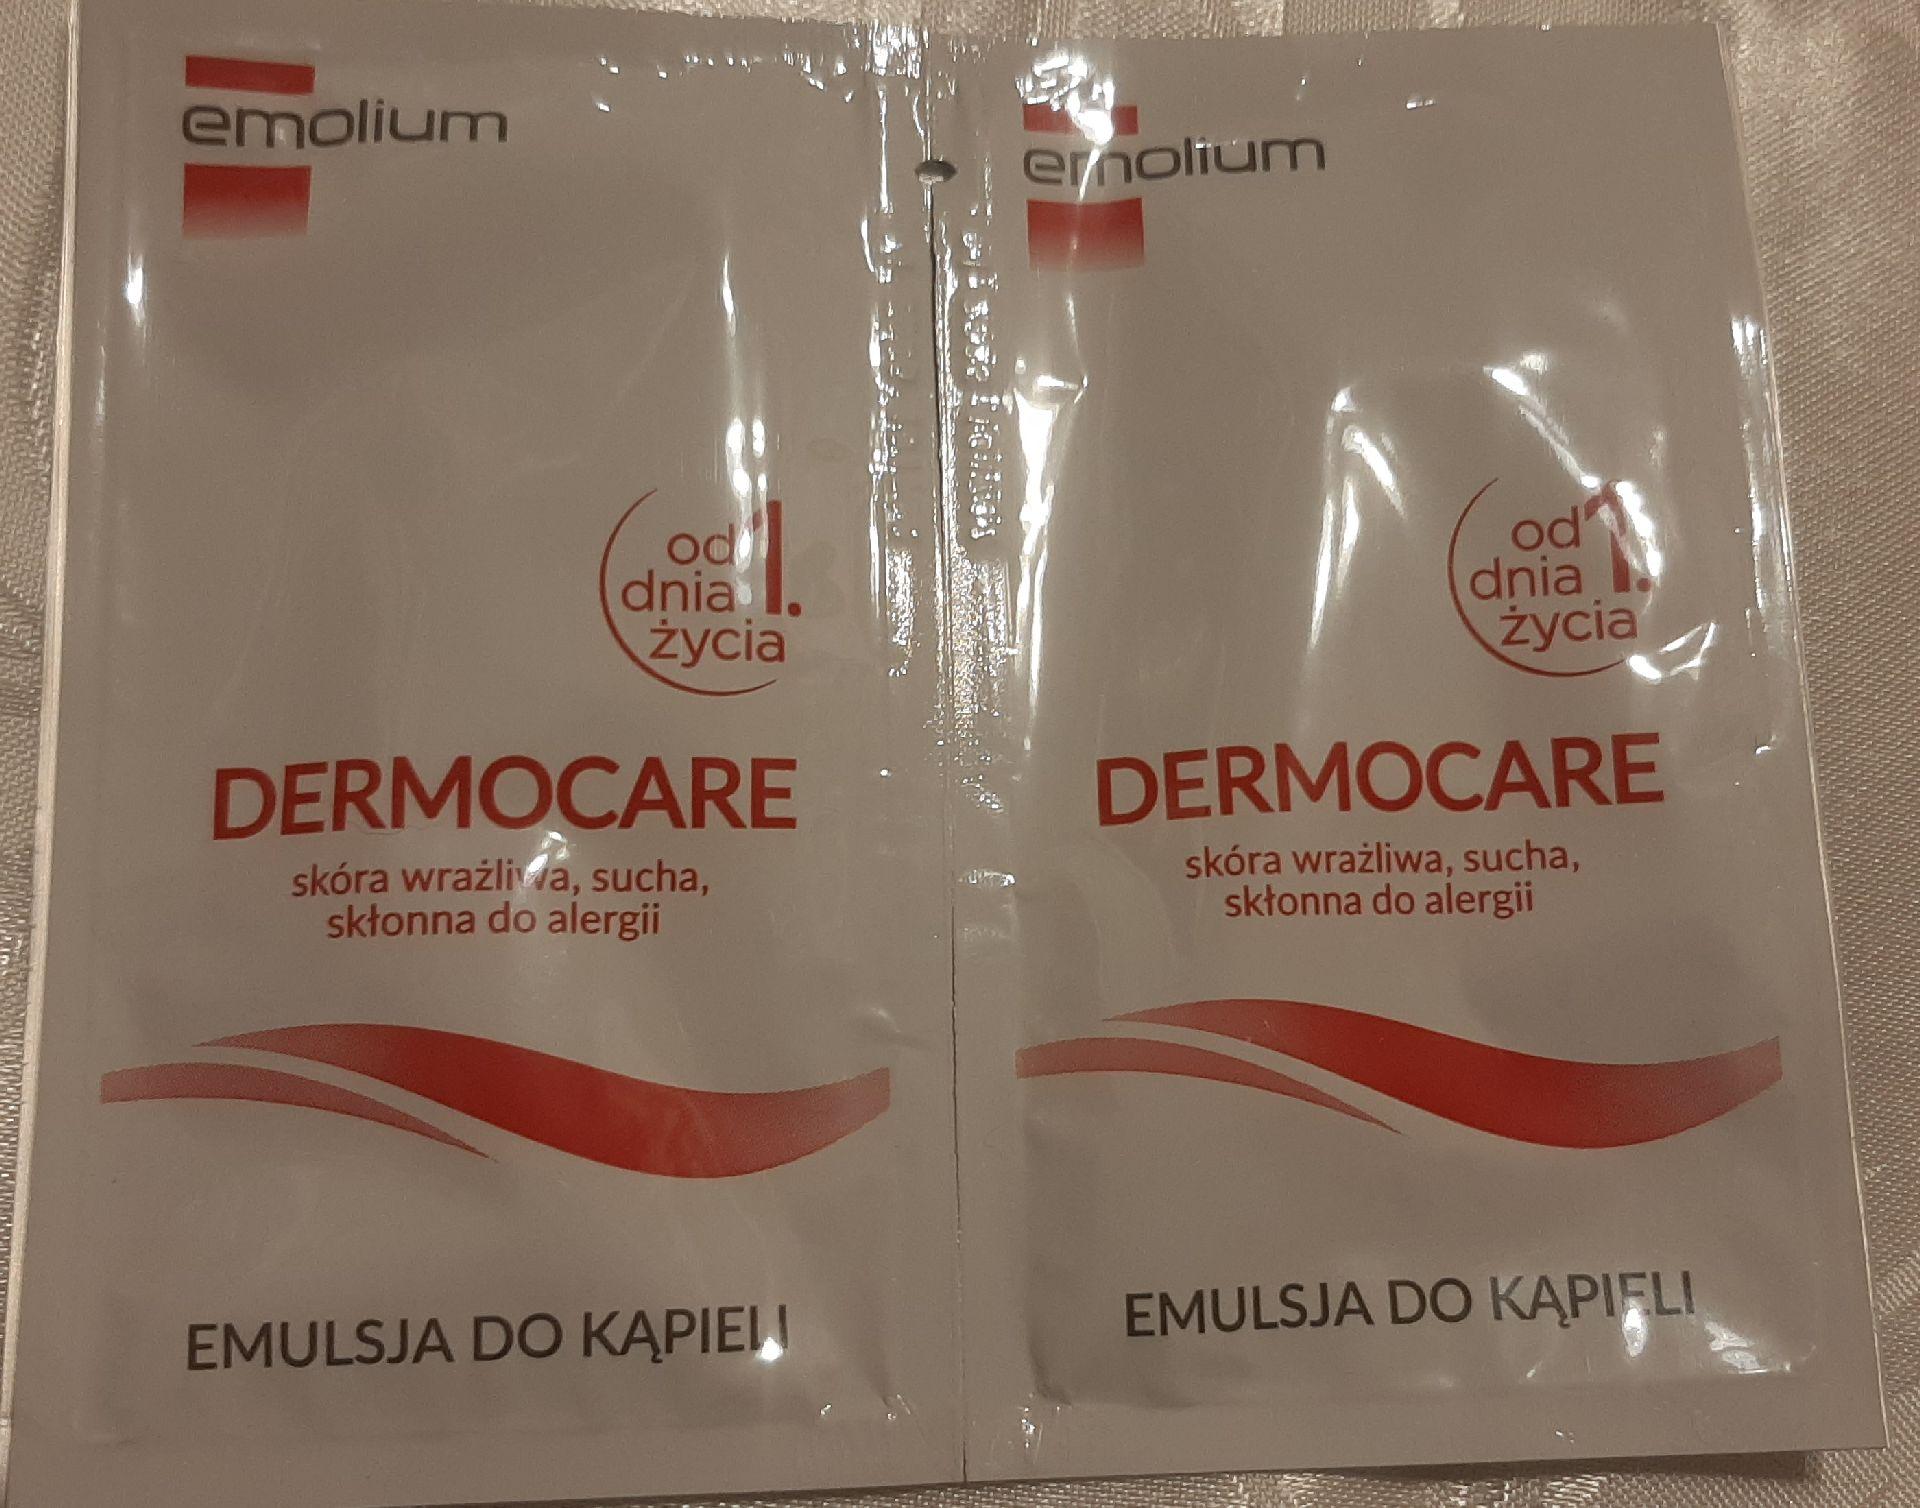 emolium
od 1.
dnia
życia
DERMOCARE
skóra wrażliwa, sucha,
skłonna do alergii
EMULSJA DO KĄPIELI
emolium
od 1.
dnia
życia
DERMOCARE
skóra wrażliwa, sucha,
skłonna do alergii
EMULSJA DO KĄPIELI